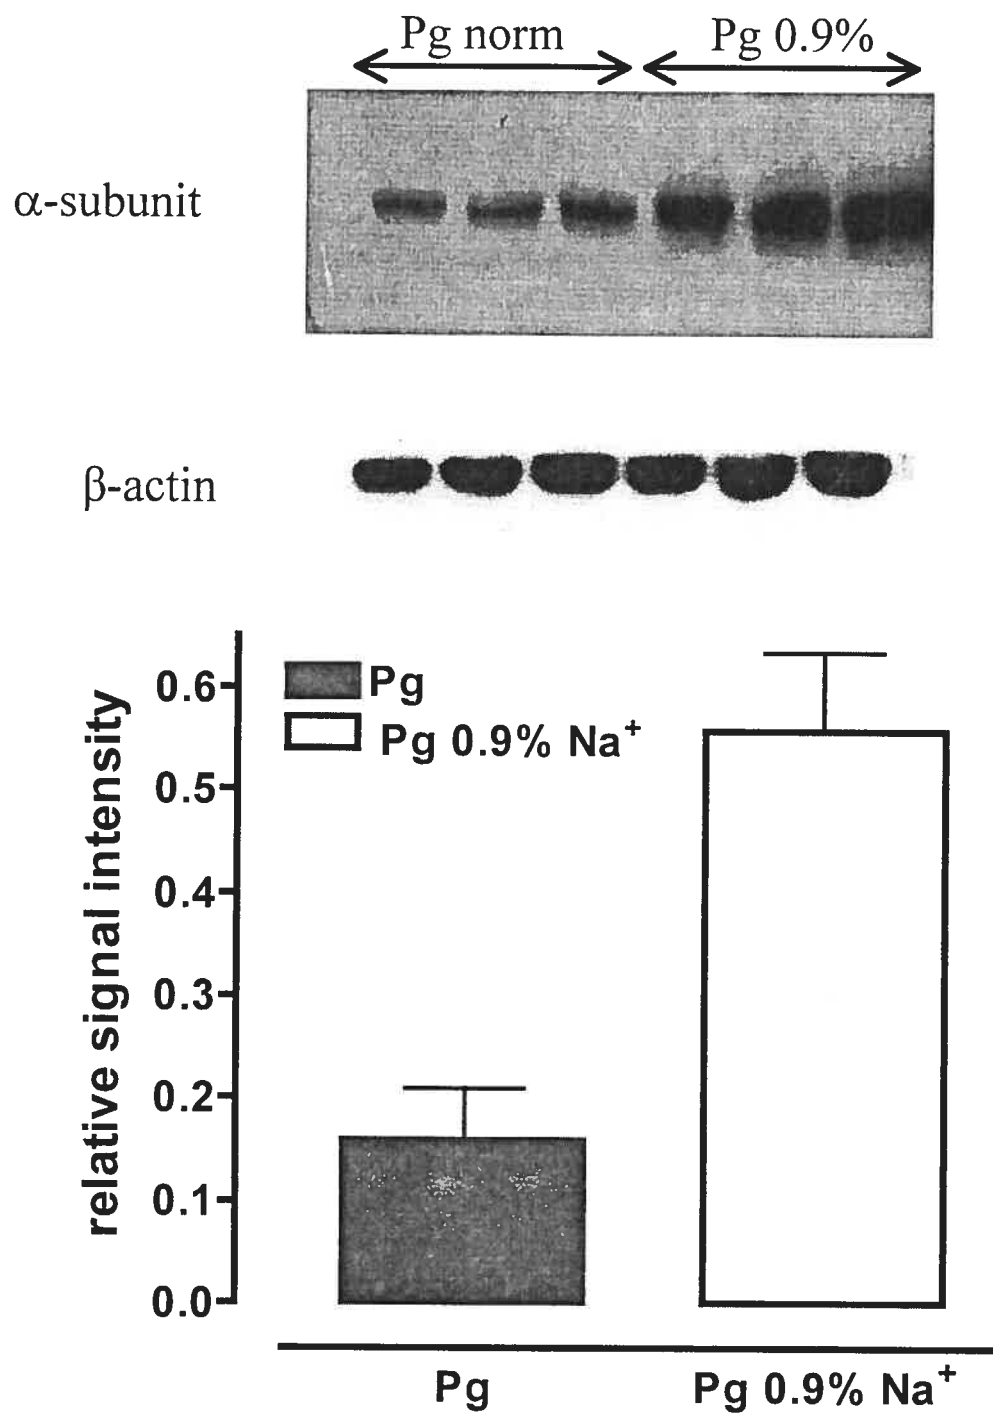 Pg norm Pg 0.9%
α-subunit
β-actin
relative signal intensity
0.6
0.5
0.4
0.3
0.2
0.1
0.0
Pg
Pg 0.9% Na⁺
Pg Pg 0.9% Na⁺